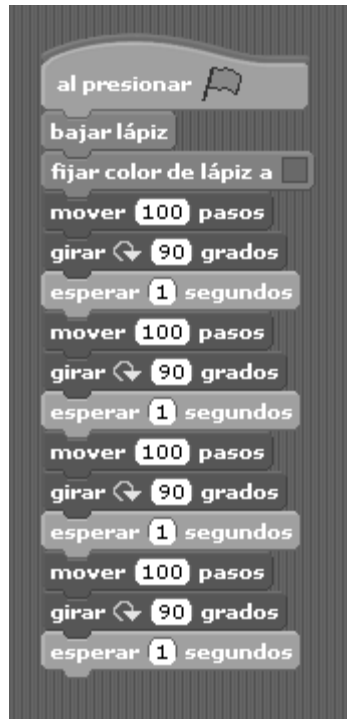 al presionar
bajar lápiz
fijar color de lápiz a
mover 100 pasos
girar 90 grados
esperar 1 segundos
mover 100 pasos
girar 90 grados
esperar 1 segundos
mover 100 pasos
girar 90 grados
esperar 1 segundos
mover 100 pasos
girar 90 grados
esperar 1 segundos